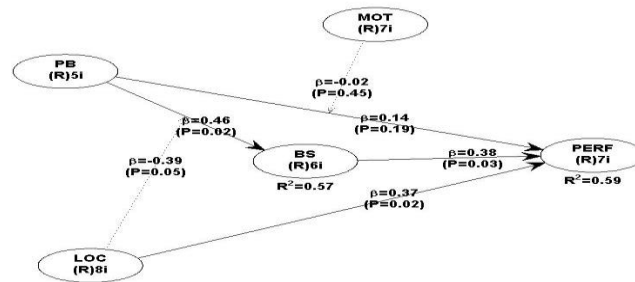 MOT
(R)7i
PB
(R)5i
β=-0.02
(P=0.45)
β=0.46
(P=0.02)
β=0.14
(P=0.19)
β=-0.39
(P=0.05)
BS
(R)6i
R²=0.57
β=0.38
(P=0.03)
PERF
(R)7i
R²=0.59
β=0.37
(P=0.02)
LOC
(R)8i